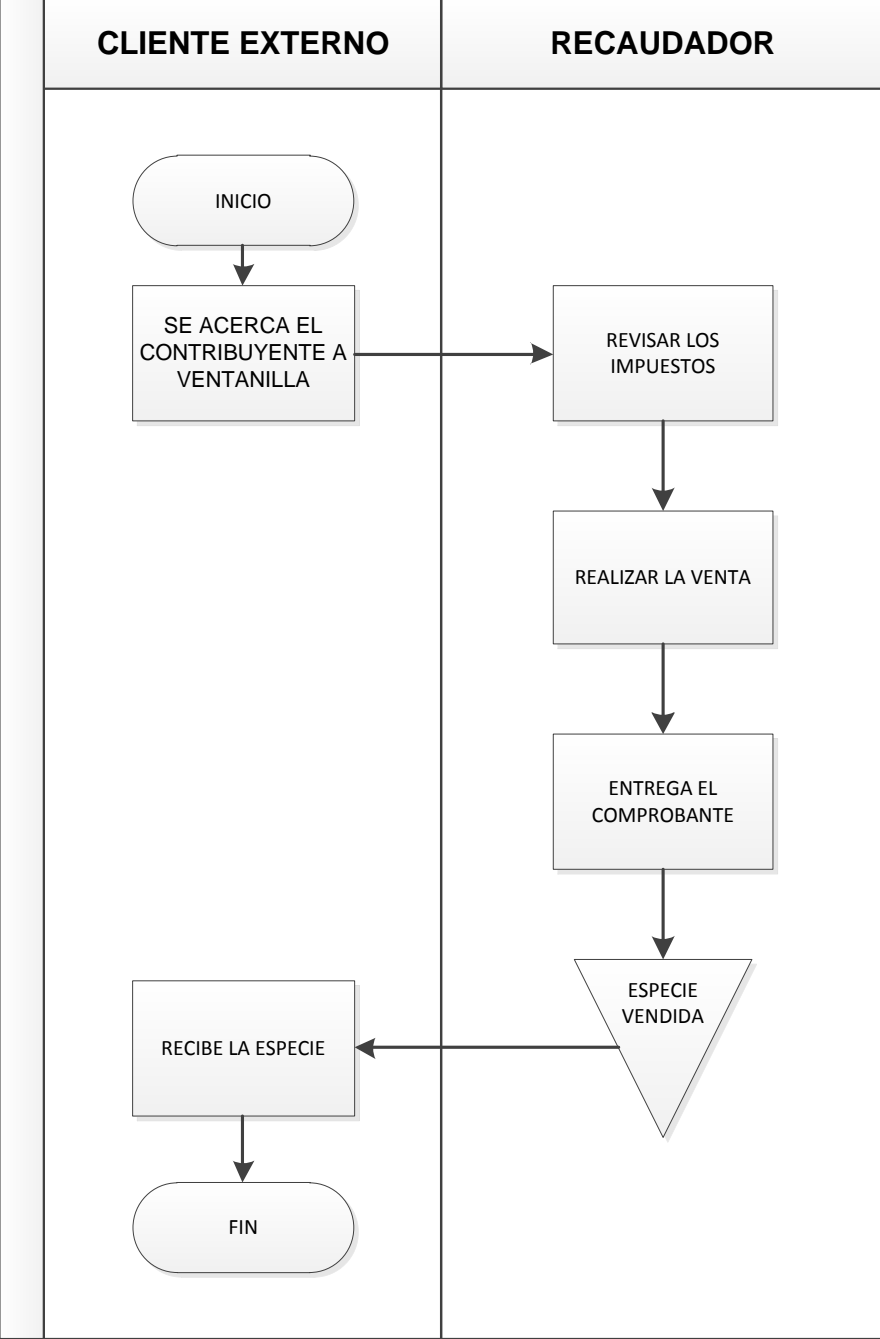 CLIENTE EXTERNO
RECAUDADOR
INICIO
SE ACERCA EL
CONTRIBUYENTE A
VENTANILLA
REVISAR LOS
IMPUESTOS
REALIZAR LA VENTA
ENTREGA EL
COMPROBANTE
ESPECIE
VENDIDA
RECIBE LA ESPECIE
FIN